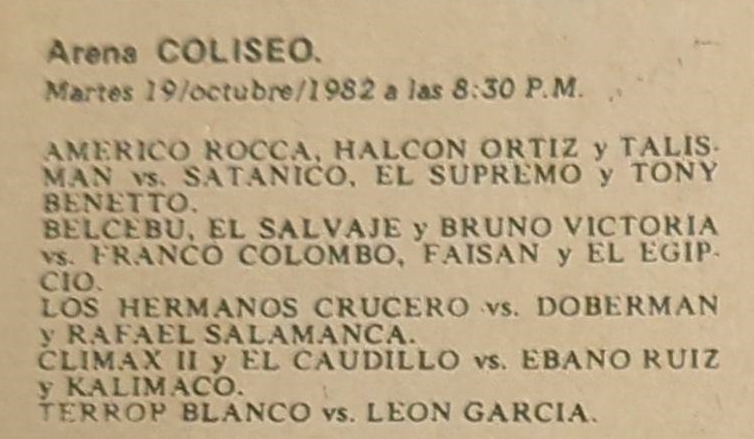 Arena COLISEO.
Martes 19/octubre/1982 a las 8:30 P.M.
AMERICO ROCCA, HALCON ORTIZ y TALIS-
MAN vs. SATANICO, EL SUPREMO y TONY
BENETTO.
BELCEBU, EL SALVAJE y BRUNO VICTORIA
vs. FRANCO COLOMBO, FAISAN y EL EGIP-
CIO.
LOS HERMANOS CRUCERO vs. DOBERMAN
y RAFAEL SALAMANCA.
CLIMAX II y EL CAUDILLO vs. EBANO RUIZ
y KALIMACO.
TERROR BLANCO vs. LEON GARCIA.